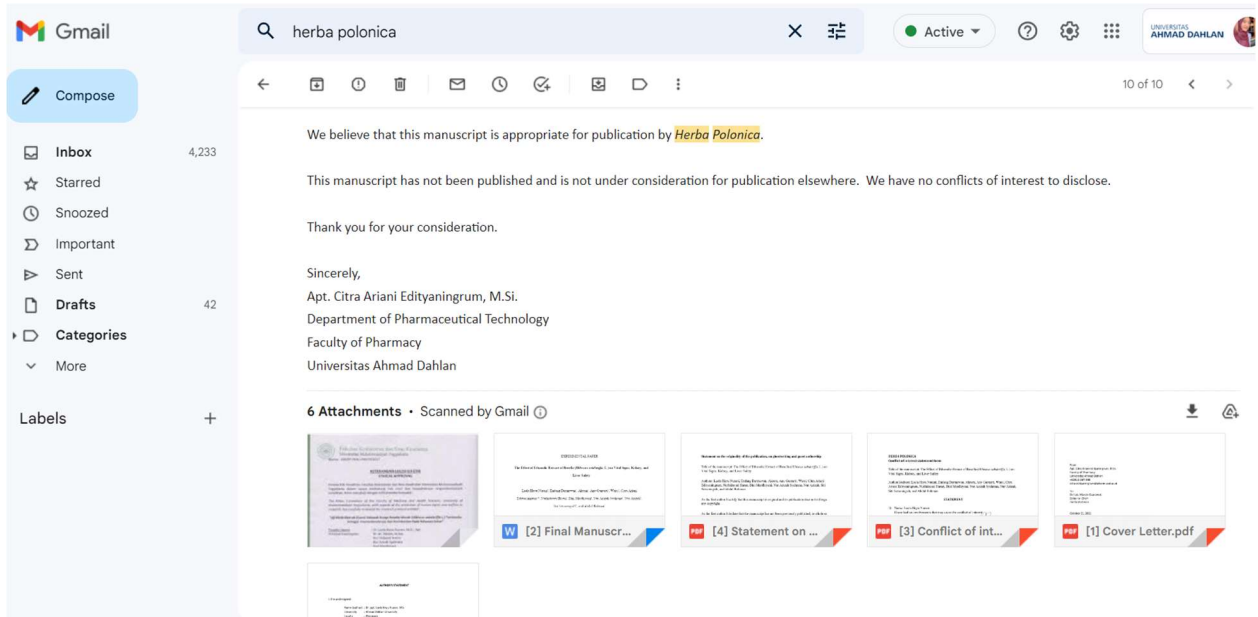 Gmail
herba polonica
Active
UNIVERSITAS
AHMAD DAHLAN
Compose
10 of 10
Inbox 4,233
Starred
Snoozed
Important
Sent
Drafts 42
Categories
More
Labels
We believe that this manuscript is appropriate for publication by Herba Polonica.
This manuscript has not been published and is not under consideration for publication elsewhere. We have no conflicts of interest to disclose.
Thank you for your consideration.
Sincerely,
Apt. Citra Ariani Edityaningrum, M.Si.
Department of Pharmaceutical Technology
Faculty of Pharmacy
Universitas Ahmad Dahlan
6 Attachments • Scanned by Gmail
W [2] Final Manuscr...
PDF [4] Statement on ...
PDF [3] Conflict of int...
PDF [1] Cover Letter.pdf